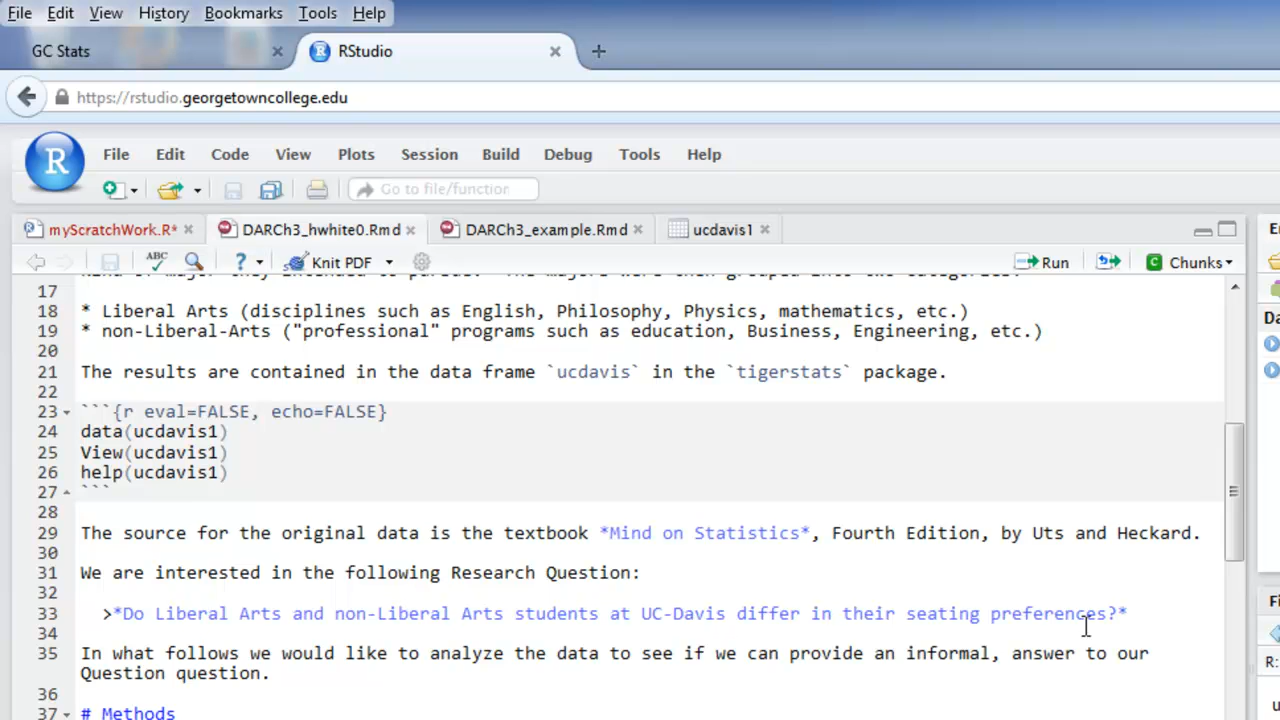 File Edit View History Bookmarks Tools Help
GC Stats RStudio
https://rstudio.georgetowncollege.edu
R File Edit Code View Plots Session Build Debug Tools Help
Go to file/function
myScratchWork.R* DARCh3_hwhite0.Rmd DARCh3_example.Rmd ucdavis1
ABC ? Knit PDF Run C Chunks
17
18 * Liberal Arts (disciplines such as English, Philosophy, Physics, mathematics, etc.)
19 * non-Liberal-Arts ("professional" programs such as education, Business, Engineering, etc.)
20
21 The results are contained in the data frame `ucdavis` in the `tigerstats` package.
22
23 ```{r eval=FALSE, echo=FALSE}
24 data(ucdavis1)
25 View(ucdavis1)
26 help(ucdavis1)
27 ```
28
29 The source for the original data is the textbook *Mind on Statistics*, Fourth Edition, by Uts and Heckard.
30
31 We are interested in the following Research Question:
32
33 >*Do Liberal Arts and non-Liberal Arts students at UC-Davis differ in their seating preferences?*
34
35 In what follows we would like to analyze the data to see if we can provide an informal, answer to our
Question question.
36
37 # Methods